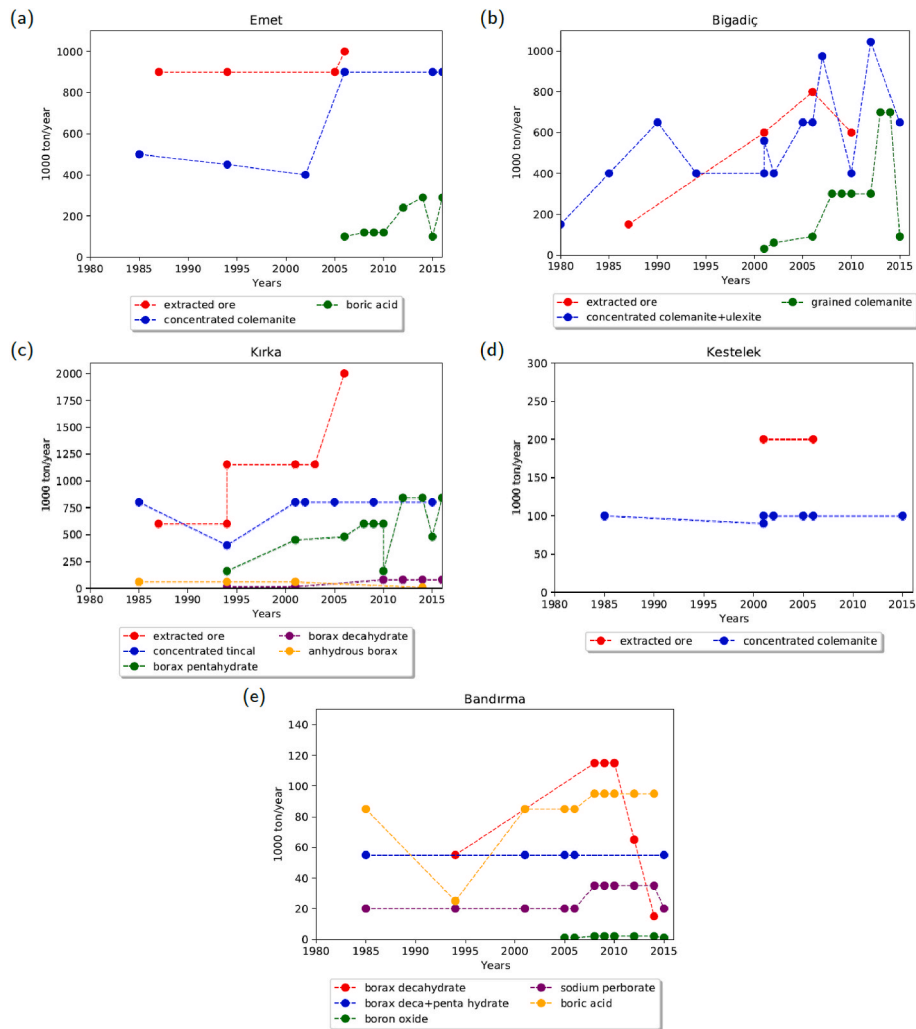 (a)
Emet
1000 ton/year
1000
800
600
400
200
0
1980 1985 1990 1995 2000 2005 2010 2015
Years
extracted ore boric acid
concentrated colemanite
(b)
Bigadiç
1000 ton/year
1000
800
600
400
200
0
1980 1985 1990 1995 2000 2005 2010 2015
Years
extracted ore grained colemanite
concentrated colemanite+ulexite
(c)
Kırka
1000 ton/year
2000
1750
1500
1250
1000
750
500
250
0
1980 1985 1990 1995 2000 2005 2010 2015
Years
extracted ore borax decahydrate
concentrated tincal anhydrous borax
borax pentahydrate
(d)
Kestelek
1000 ton/year
300
250
200
150
100
50
0
1980 1985 1990 1995 2000 2005 2010 2015
Years
extracted ore concentrated colemanite
(e)
Bandırma
1000 ton/year
140
120
100
80
60
40
20
0
1980 1985 1990 1995 2000 2005 2010 2015
Years
borax decahydrate sodium perborate
borax deca+penta hydrate boric acid
boron oxide